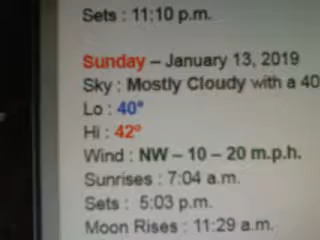 Sets : 11:10 p.m.
Sunday – January 13, 2019
Sky : Mostly Cloudy with a 40
Lo : 40°
Hi : 42°
Wind : NW – 10 – 20 m.p.h.
Sunrises : 7:04 a.m.
Sets : 5:03 p.m.
Moon Rises : 11:29 a.m.